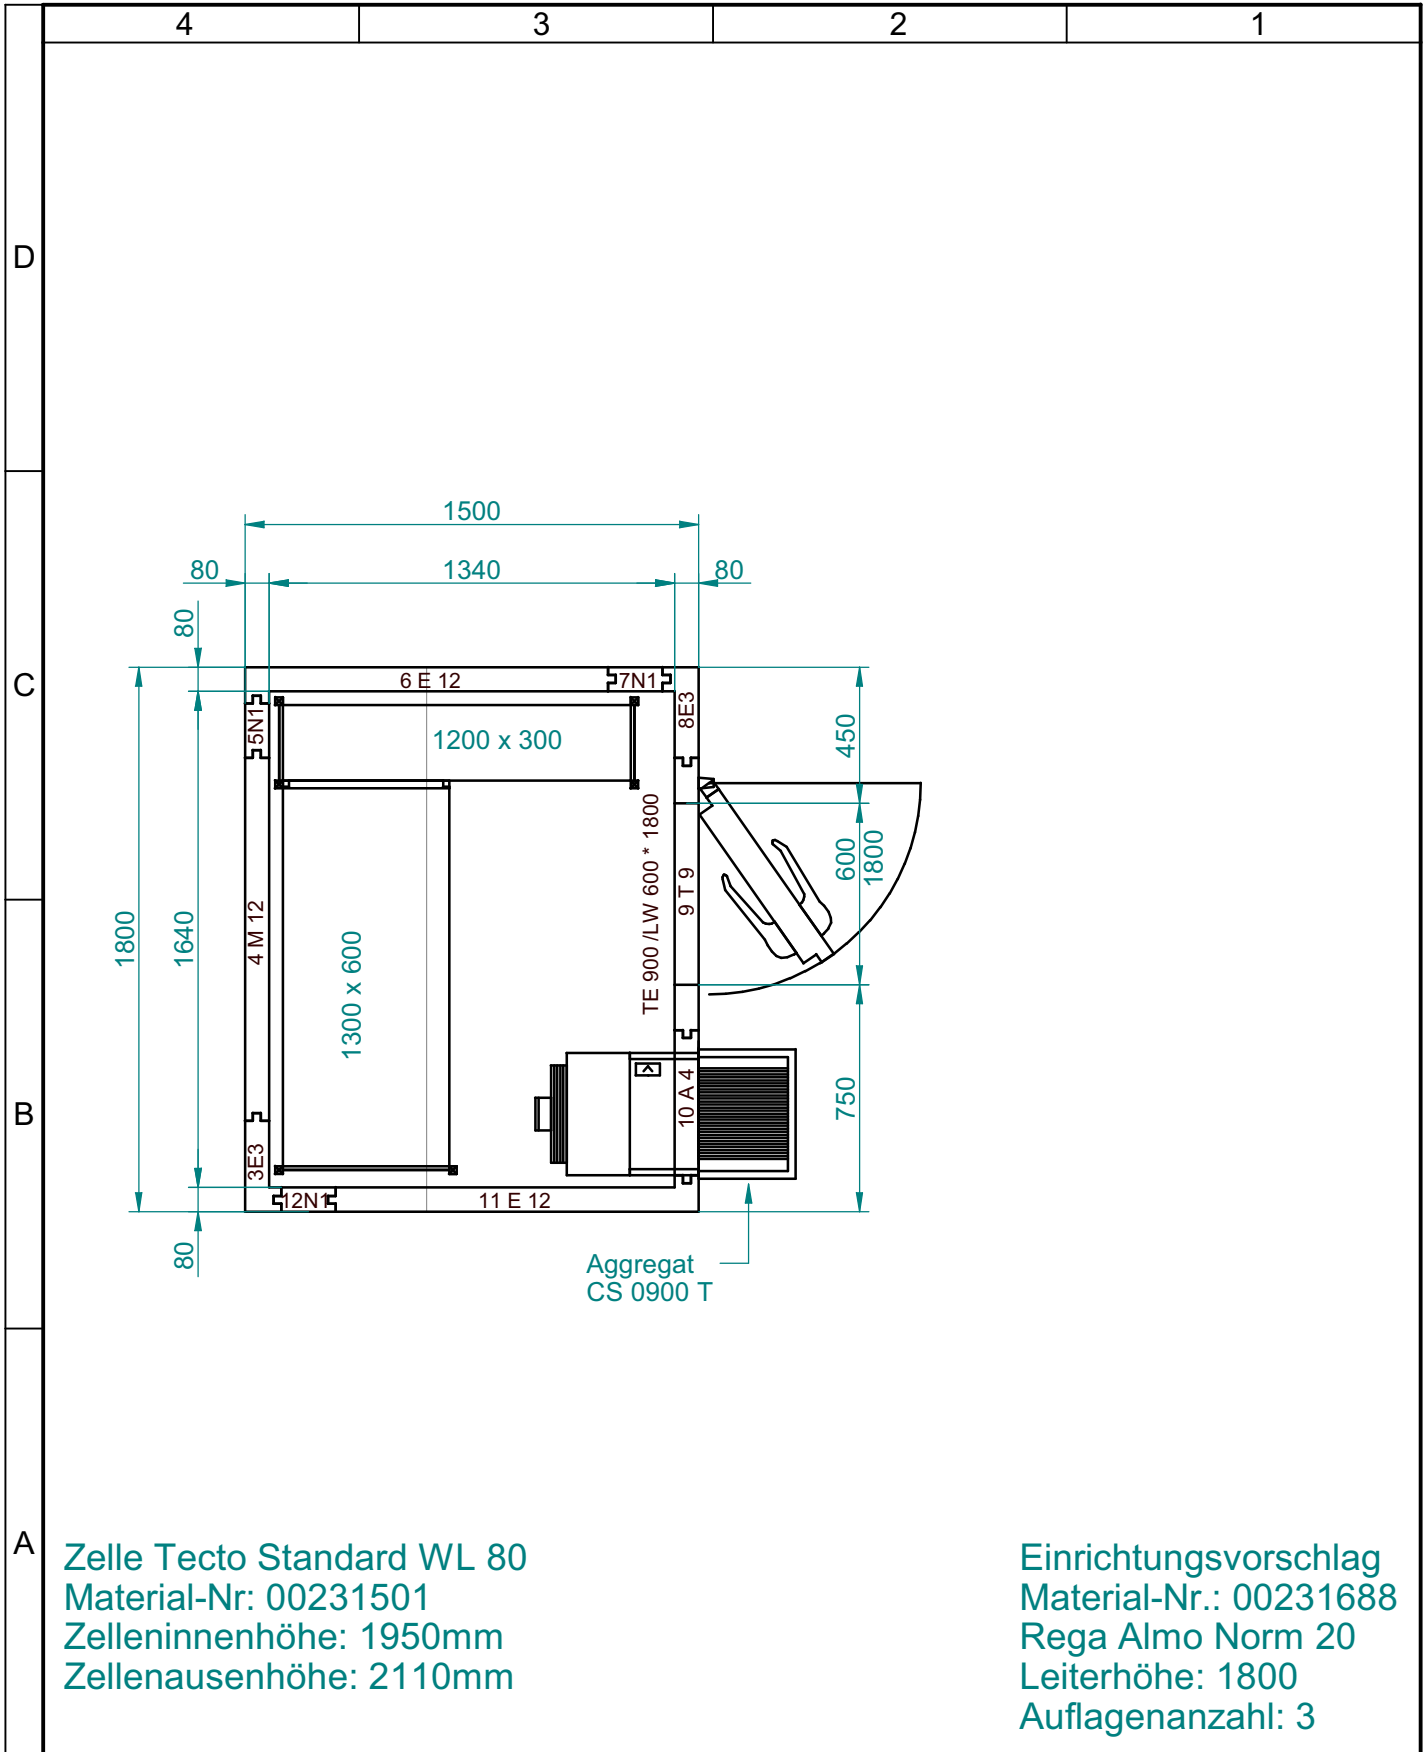 4 3 2 1
D
C
B
A
1500
80 1340 80
80
6 E 12
7N1
5N1
8E3
1200 x 300
450
TE 900 /LW 600 * 1800
9 T 9
600
1800
1800
1640
4 M 12
1300 x 600
10 A 4
750
3E3
12N1
11 E 12
80
Aggregat
CS 0900 T
Zelle Tecto Standard WL 80
Material-Nr: 00231501
Zelleninnenhöhe: 1950mm
Zellenausenhöhe: 2110mm
Einrichtungsvorschlag
Material-Nr.: 00231688
Rega Almo Norm 20
Leiterhöhe: 1800
Auflagenanzahl: 3